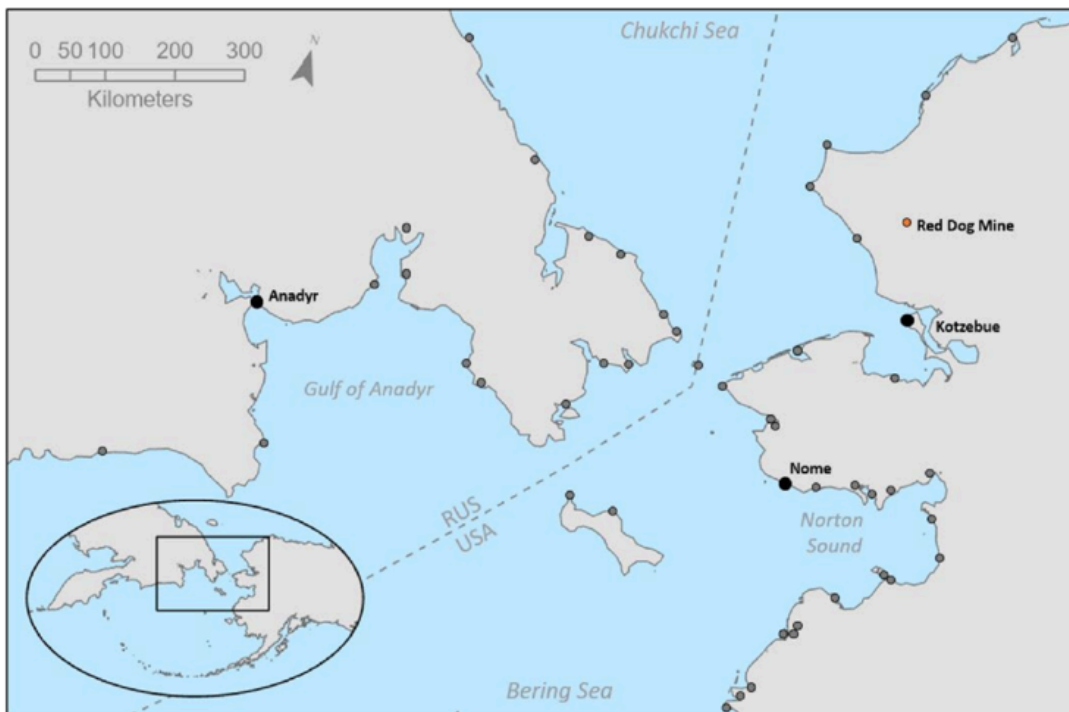 Chukchi Sea
N
0 50 100 200 300
Kilometers
Red Dog Mine
Anadyr
Kotzebue
Gulf of Anadyr
Nome
RUS
USA
Norton
Sound
Bering Sea